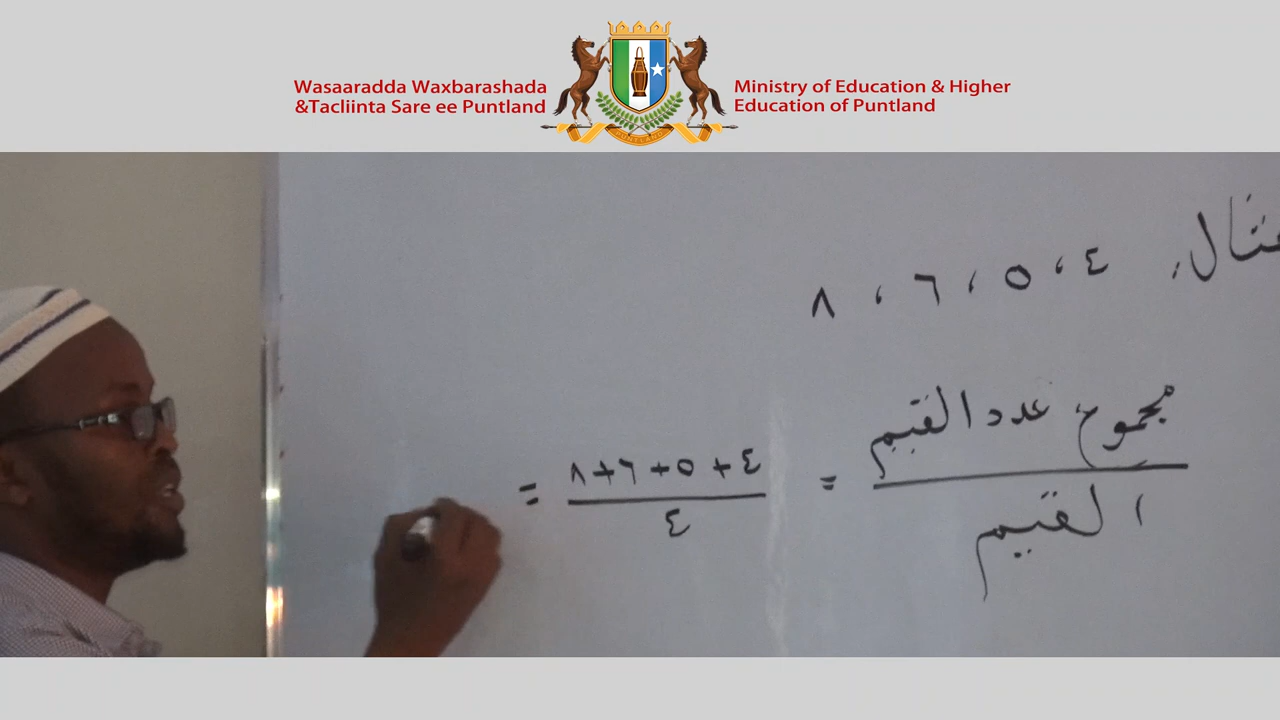 Wasaaradda Waxbarashada
&Tacliinta Sare ee Puntland
Ministry of Education & Higher
Education of Puntland
PUNTLAND
مثال: ٤ ، ٥ ، ٦ ، ٨
مجموع عدد القيم
القيم
=
٤ + ٥ + ٦ + ٨
٤
=